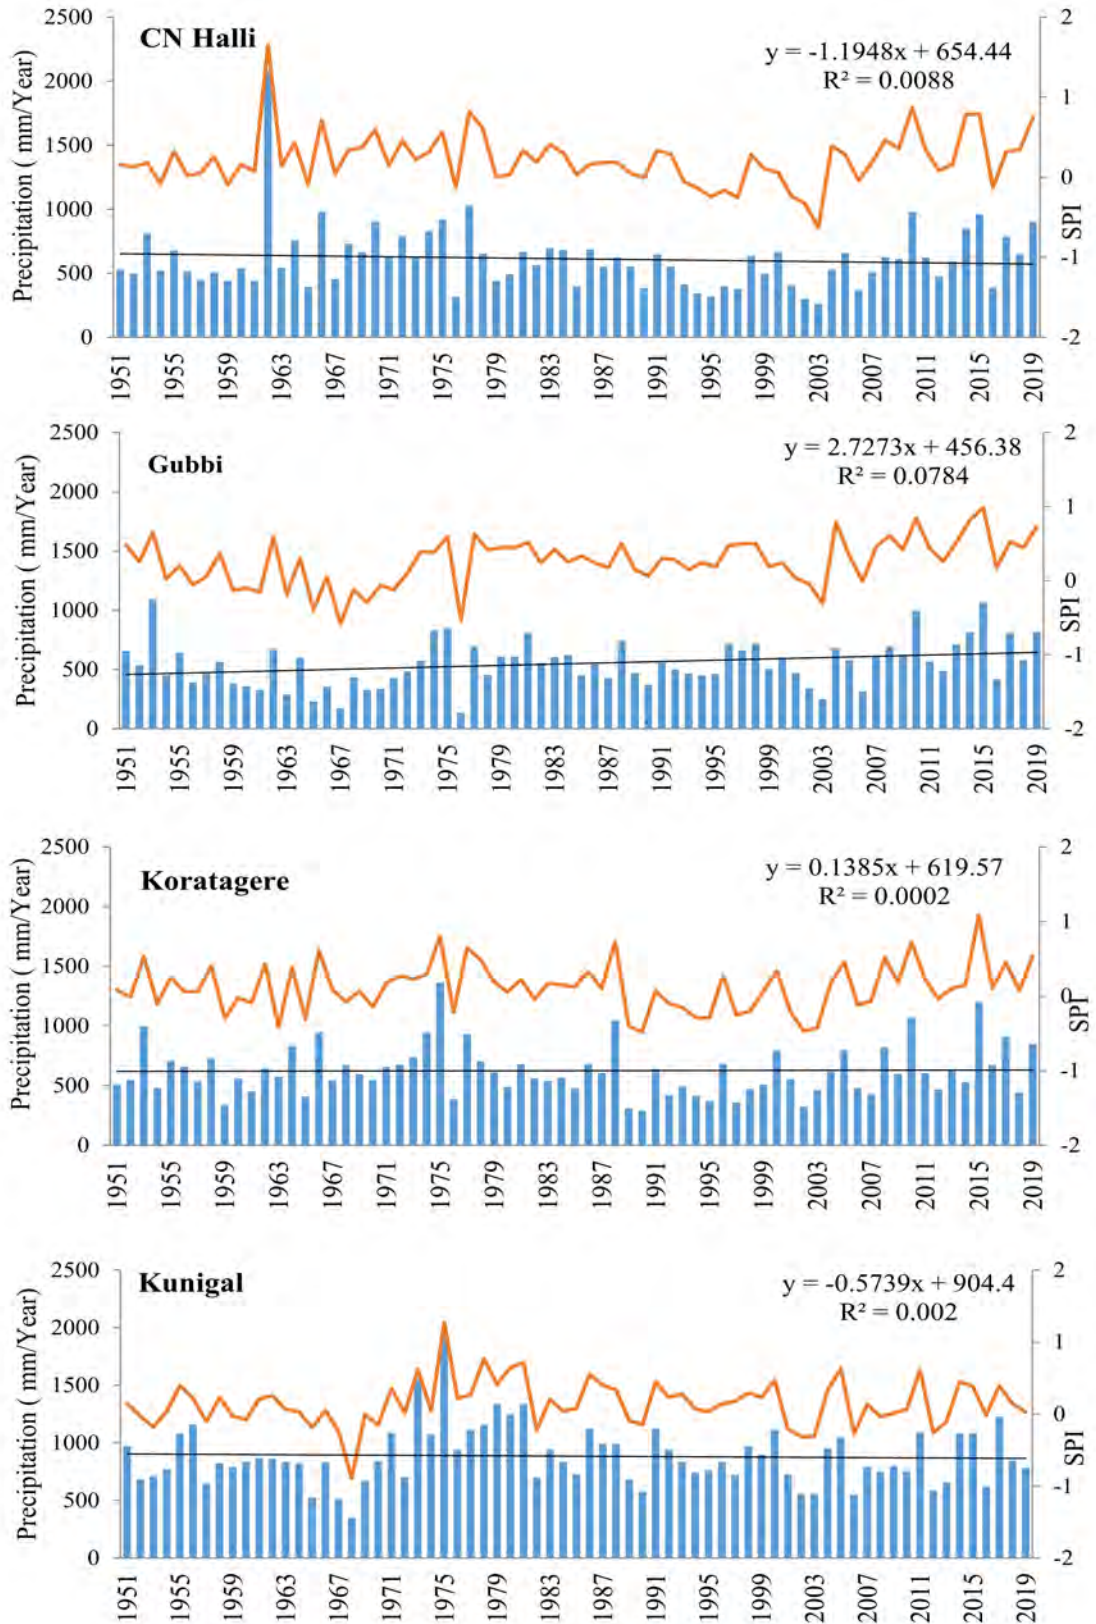 CN Halli
y = -1.1948x + 654.44
R² = 0.0088
Precipitation ( mm/Year)
2500
2000
1500
1000
500
0
2
1
0
-1
-2
SPI
1951 1955 1959 1963 1967 1971 1975 1979 1983 1987 1991 1995 1999 2003 2007 2011 2015 2019
Gubbi
y = 2.7273x + 456.38
R² = 0.0784
Precipitation ( mm/Year)
2500
2000
1500
1000
500
0
2
1
0
-1
-2
SPI
1951 1955 1959 1963 1967 1971 1975 1979 1983 1987 1991 1995 1999 2003 2007 2011 2015 2019
Koratagere
y = 0.1385x + 619.57
R² = 0.0002
Precipitation ( mm/Year)
2500
2000
1500
1000
500
0
2
1
0
-1
-2
SPI
1951 1955 1959 1963 1967 1971 1975 1979 1983 1987 1991 1995 1999 2003 2007 2011 2015 2019
Kunigal
y = -0.5739x + 904.4
R² = 0.002
Precipitation ( mm/Year)
2500
2000
1500
1000
500
0
2
1
0
-1
-2
SPI
1951 1955 1959 1963 1967 1971 1975 1979 1983 1987 1991 1995 1999 2003 2007 2011 2015 2019